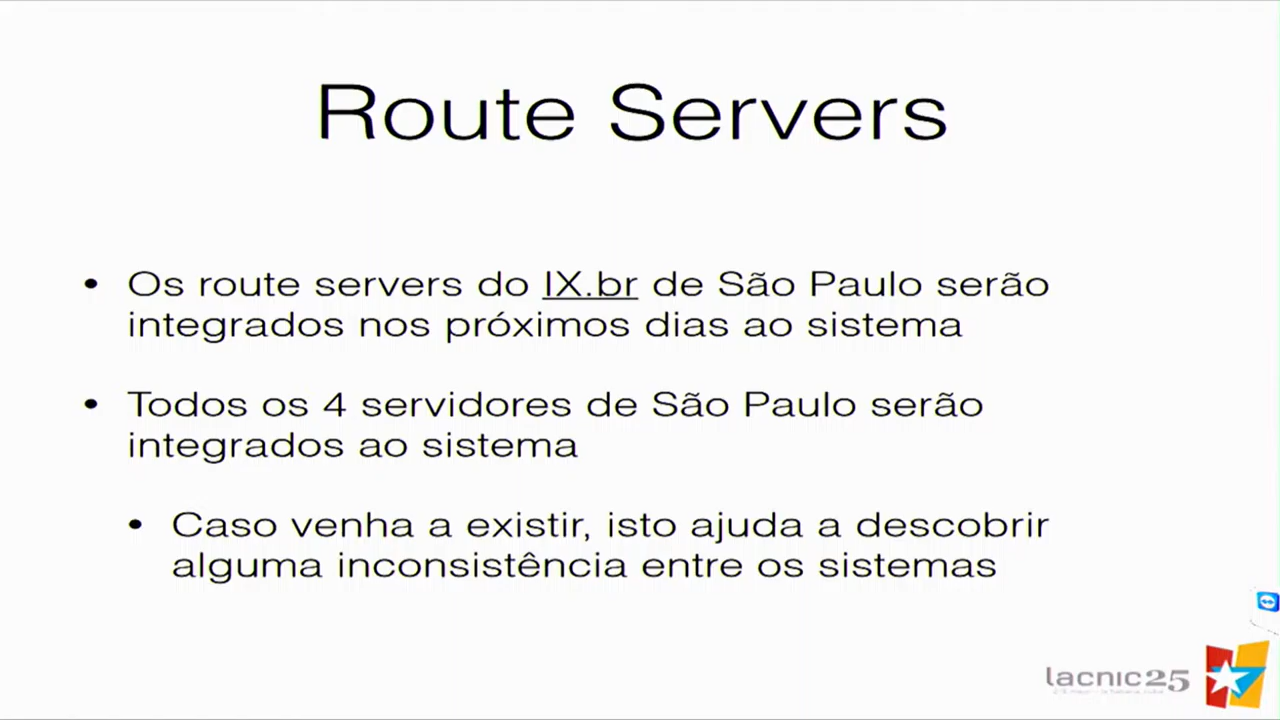 Route Servers
• Os route servers do IX.br de São Paulo serão
integrados nos próximos dias ao sistema
• Todos os 4 servidores de São Paulo serão
integrados ao sistema
• Caso venha a existir, isto ajuda a descobrir
alguma inconsistência entre os sistemas
lacnic25